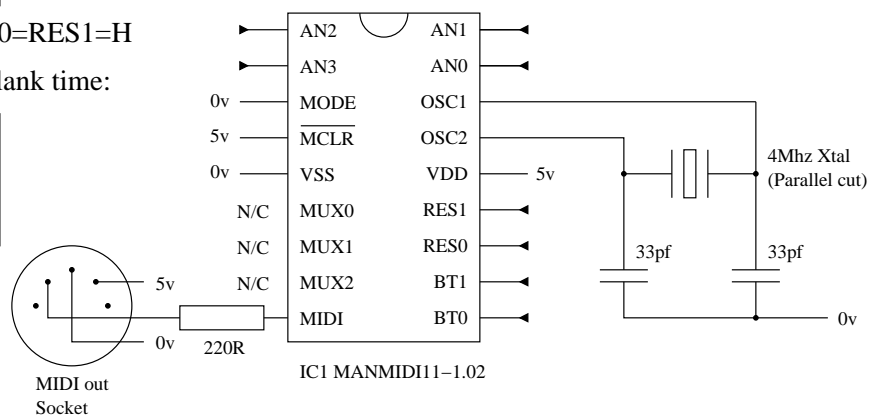 0=RES1=H
lank time:
AN2
AN1
AN3
AN0
0v
MODE
OSC1
5v
MCLR
OSC2
0v
VSS
VDD
5v
4Mhz Xtal
(Parallel cut)
N/C
MUX0
RES1
N/C
MUX1
RES0
33pf
33pf
5v
N/C
MUX2
BT1
MIDI
BT0
0v
0v
220R
IC1 MANMIDI11–1.02
MIDI out
Socket